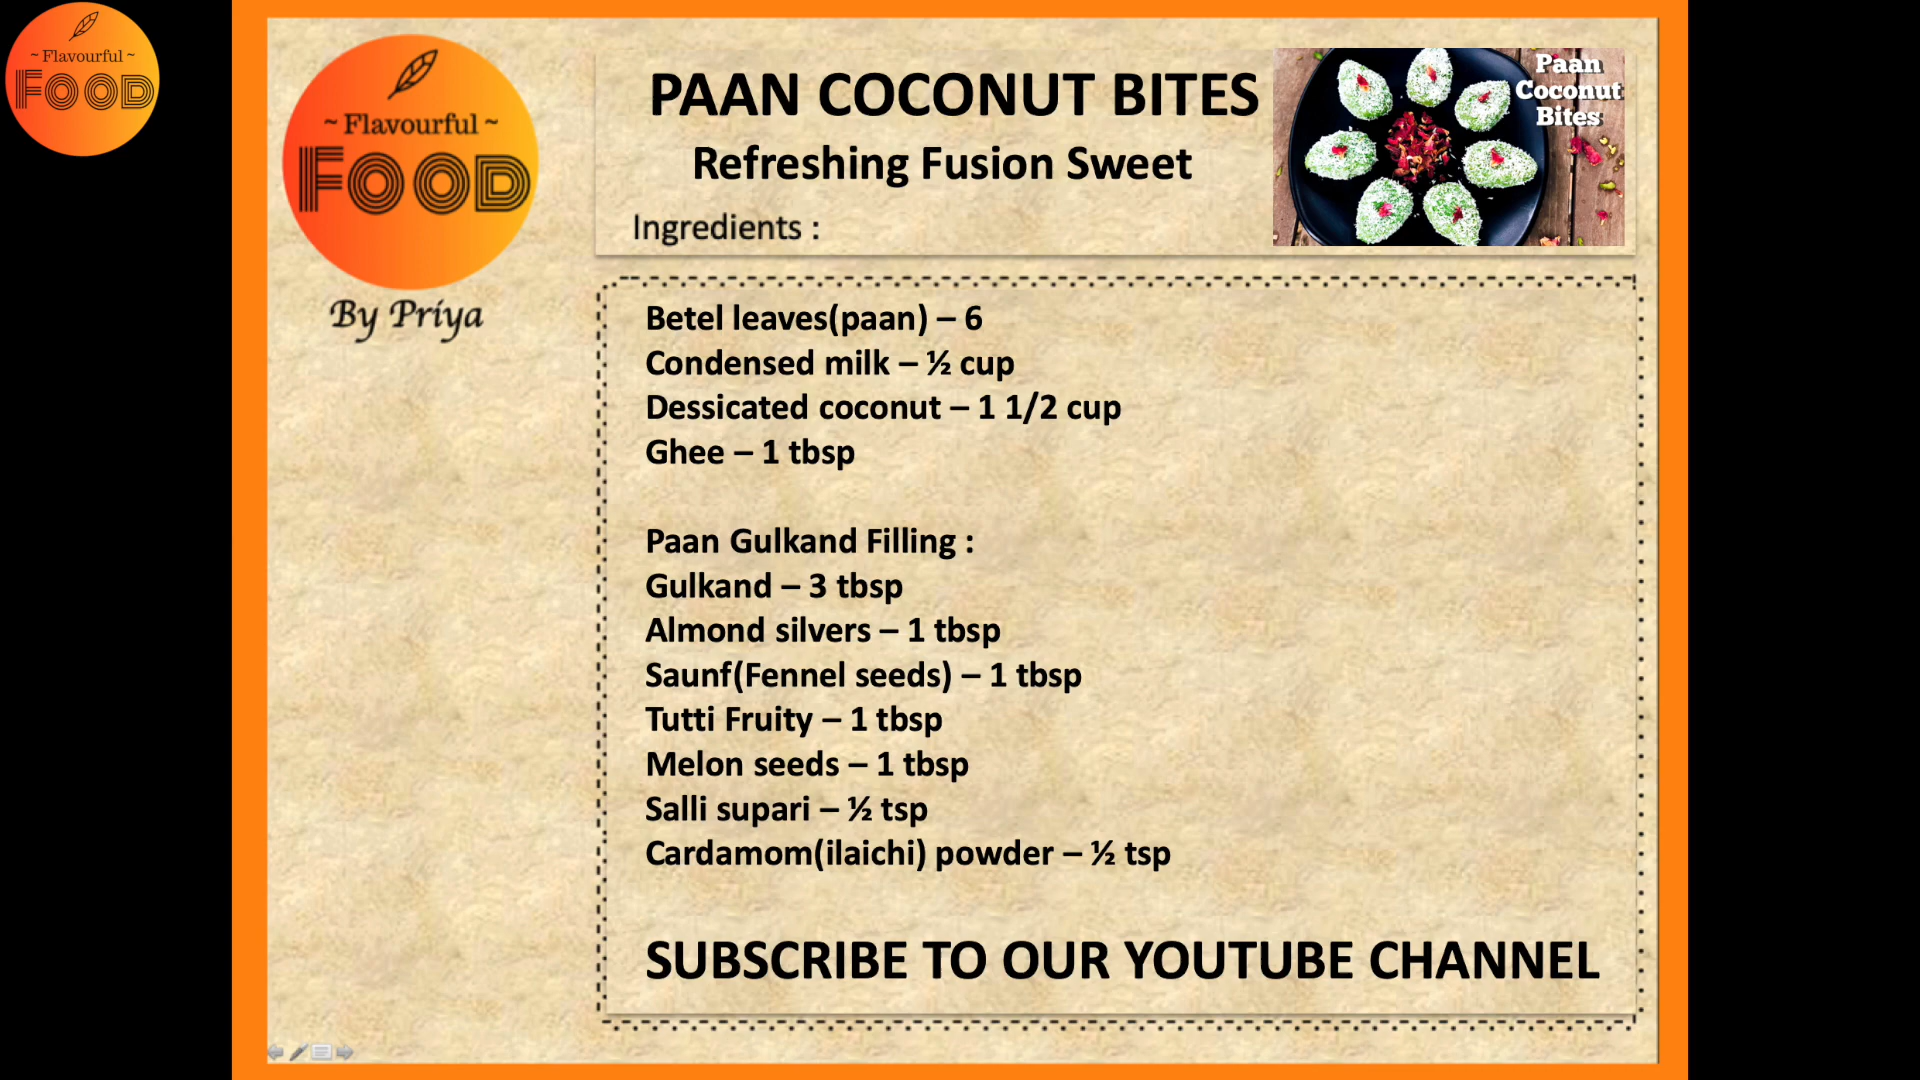 ~ Flavourful ~
FOOD
~ Flavourful ~
FOOD
By Priya
PAAN COCONUT BITES
Refreshing Fusion Sweet
Ingredients :
Paan
Coconut
Bites
Betel leaves(paan) – 6
Condensed milk – ½ cup
Dessicated coconut – 1 1/2 cup
Ghee – 1 tbsp
Paan Gulkand Filling :
Gulkand – 3 tbsp
Almond silvers – 1 tbsp
Saunf(Fennel seeds) – 1 tbsp
Tutti Fruity – 1 tbsp
Melon seeds – 1 tbsp
Salli supari – ½ tsp
Cardamom(ilaichi) powder – ½ tsp
SUBSCRIBE TO OUR YOUTUBE CHANNEL